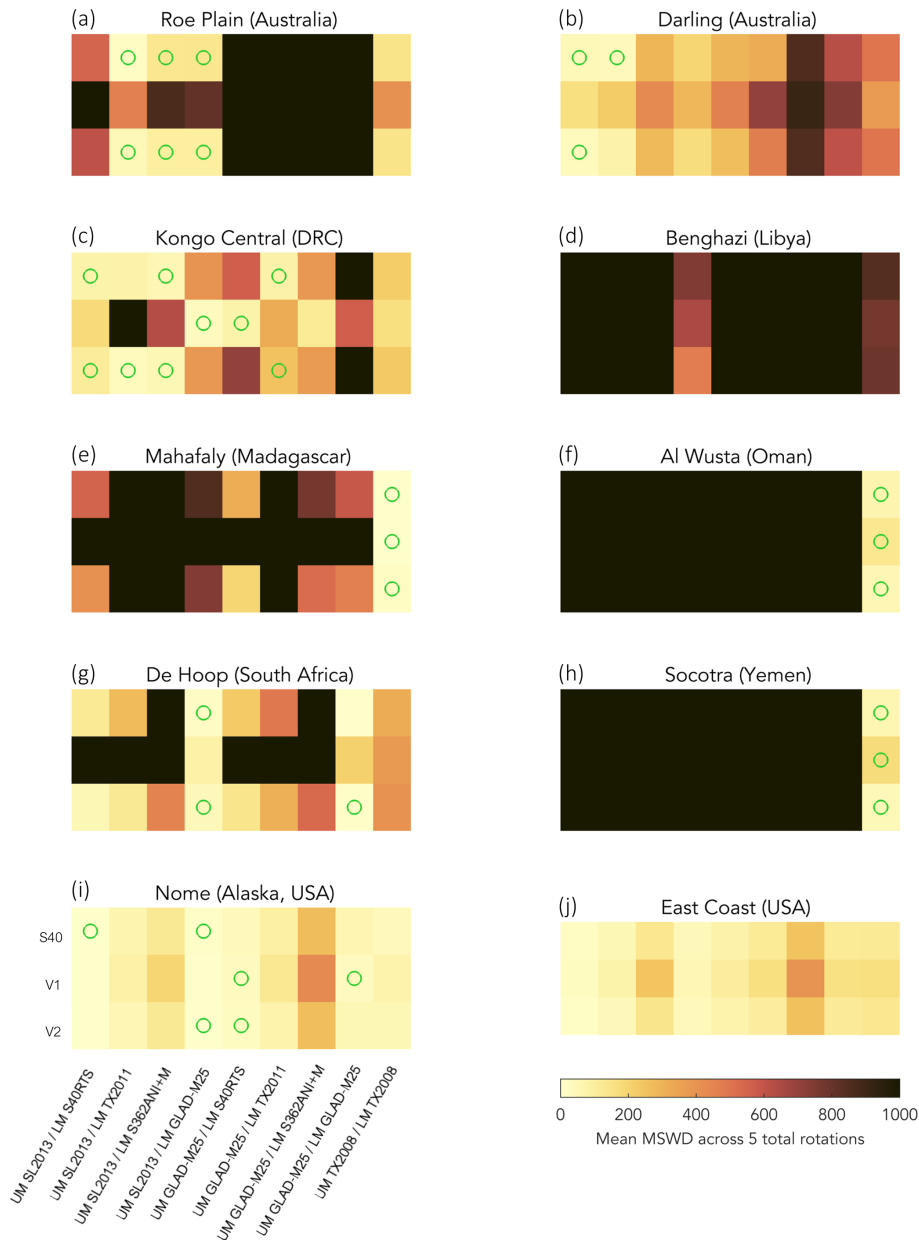 (a)
Roe Plain (Australia)
(b)
Darling (Australia)
(c)
Kongo Central (DRC)
(d)
Benghazi (Libya)
(e)
Mahafaly (Madagascar)
(f)
Al Wusta (Oman)
(g)
De Hoop (South Africa)
(h)
Socotra (Yemen)
(i)
Nome (Alaska, USA)
(j)
East Coast (USA)
S40
V1
V2
UM SL2013 / LM S40RTS
UM SL2013 / LM TX2011
UM SL2013 / LM S362ANI+M
UM SL2013 / LM GLAD-M25
UM GLAD-M25 / LM S40RTS
UM GLAD-M25 / LM TX2011
UM GLAD-M25 / LM S362ANI+M
UM GLAD-M25 / LM GLAD-M25
UM TX2008 / LM TX2008
0 200 400 600 800 1000
Mean MSWD across 5 total rotations